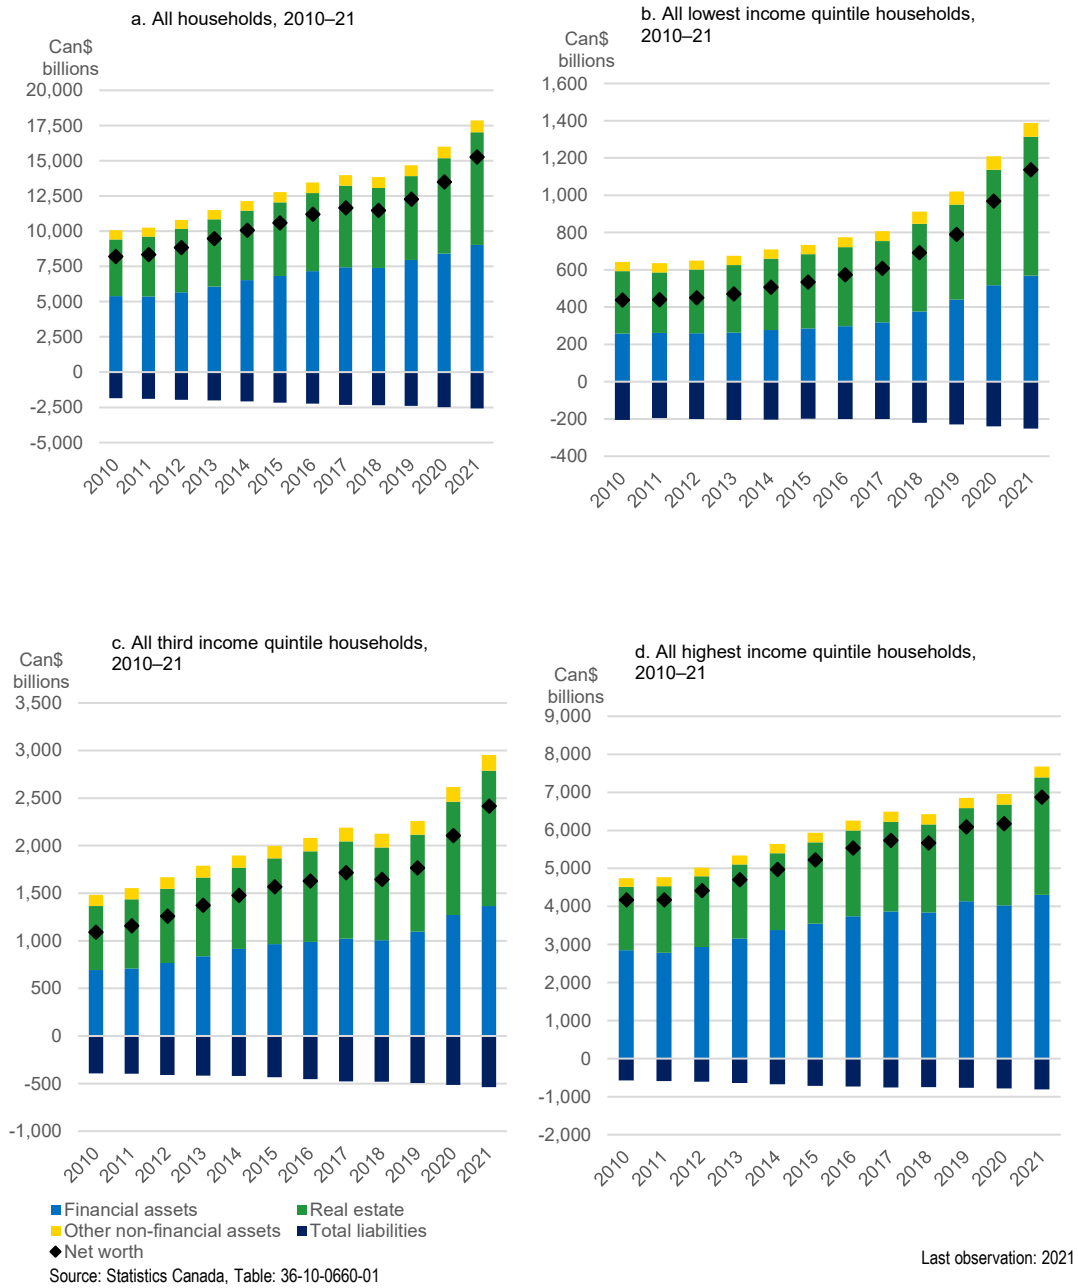 a. All households, 2010–21
Can$
billions
20,000
17,500
15,000
12,500
10,000
7,500
5,000
2,500
0
-2,500
-5,000
2010 2011 2012 2013 2014 2015 2016 2017 2018 2019 2020 2021
b. All lowest income quintile households,
2010–21
Can$
billions
1,600
1,400
1,200
1,000
800
600
400
200
0
-200
-400
2010 2011 2012 2013 2014 2015 2016 2017 2018 2019 2020 2021
c. All third income quintile households,
2010–21
Can$
billions
3,500
3,000
2,500
2,000
1,500
1,000
500
0
-500
-1,000
2010 2011 2012 2013 2014 2015 2016 2017 2018 2019 2020 2021
d. All highest income quintile households,
2010–21
Can$
billions
9,000
8,000
7,000
6,000
5,000
4,000
3,000
2,000
1,000
0
-1,000
-2,000
2010 2011 2012 2013 2014 2015 2016 2017 2018 2019 2020 2021
Financial assets
Real estate
Other non-financial assets
Total liabilities
Net worth
Last observation: 2021
Source: Statistics Canada, Table: 36-10-0660-01